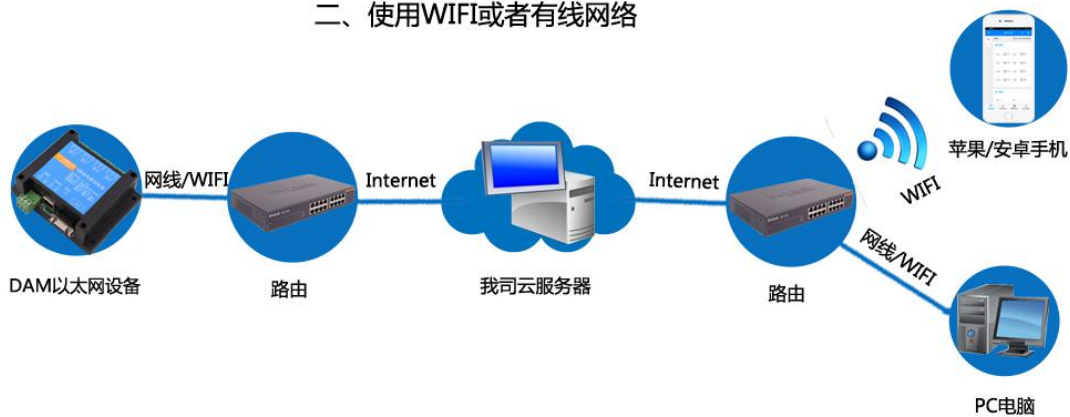 二、使用WIFI或者有线网络
网线/WIFI
Internet
Internet
WIFI
苹果/安卓手机
网线/WIFI
DAM以太网设备
路由
我司云服务器
路由
PC电脑